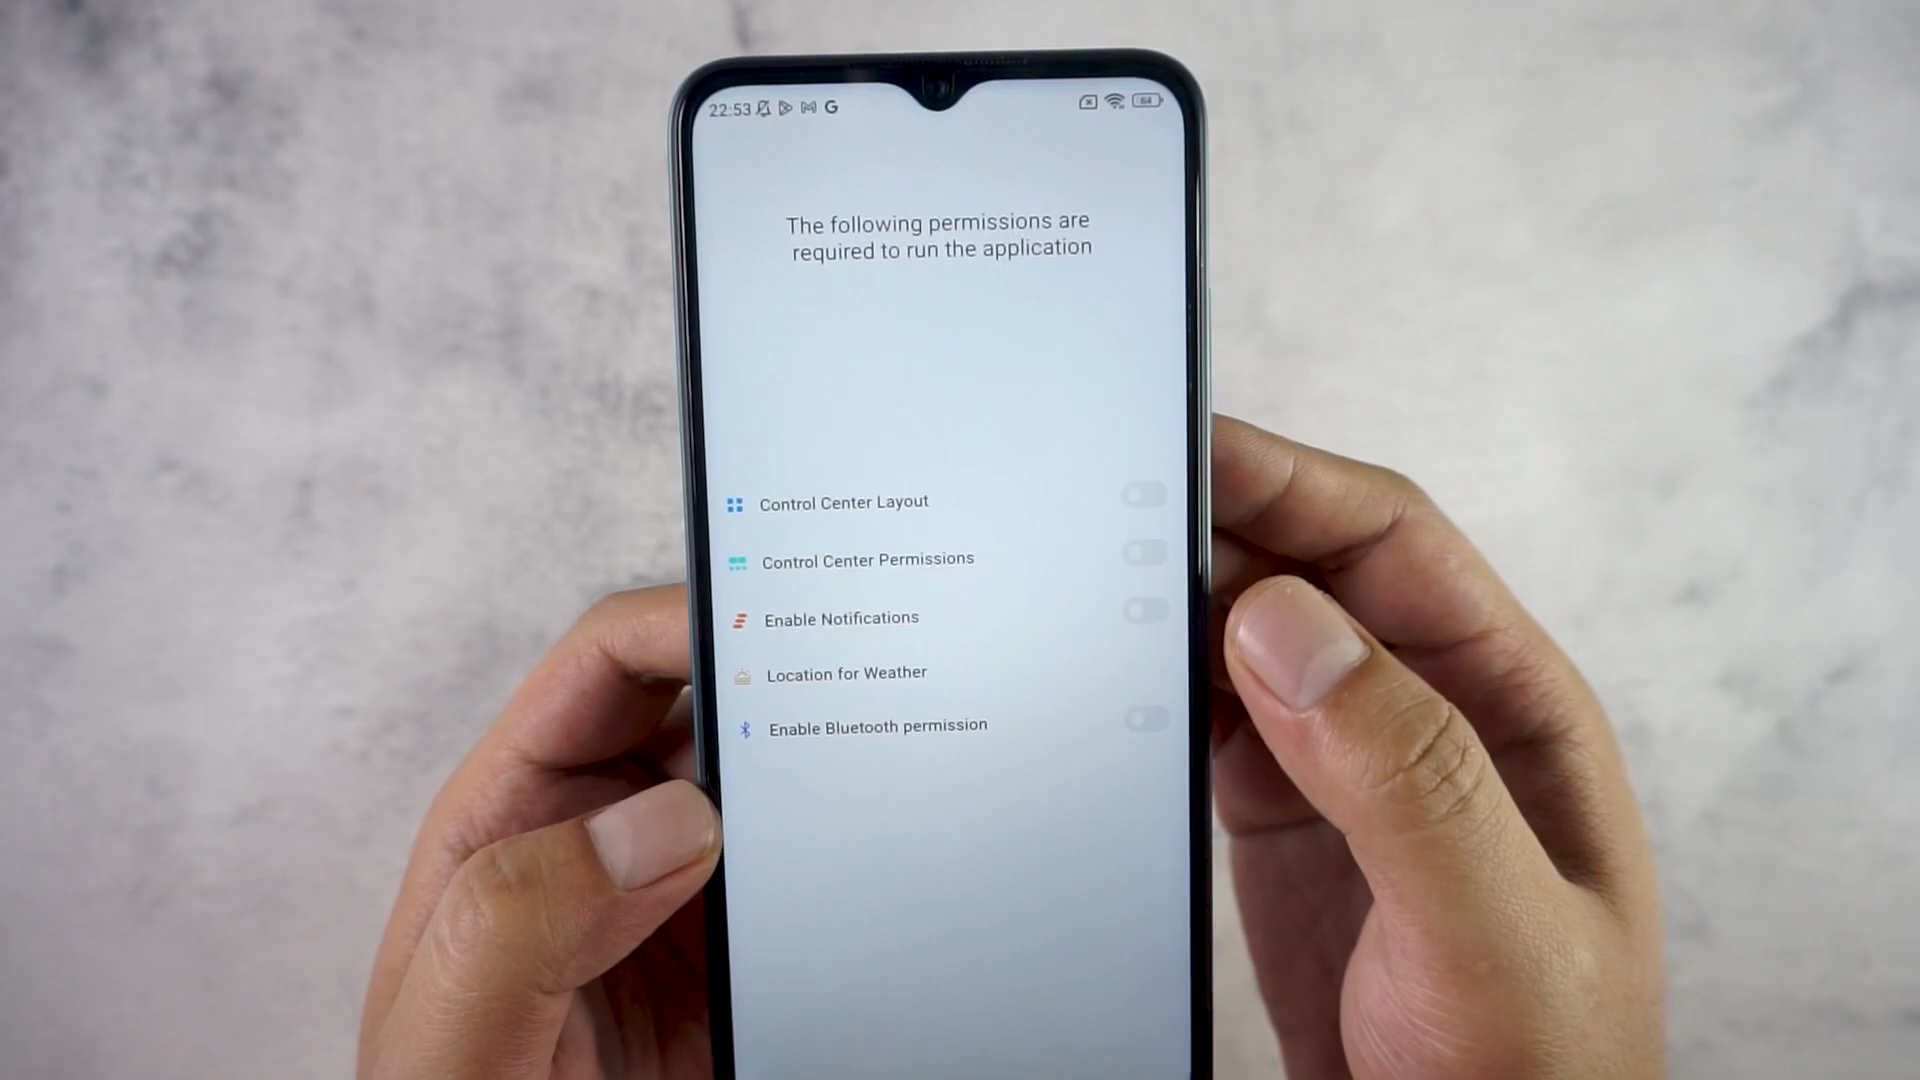 22:53 G 64
The following permissions are
required to run the application
Control Center Layout
Control Center Permissions
Enable Notifications
Location for Weather
Enable Bluetooth permission